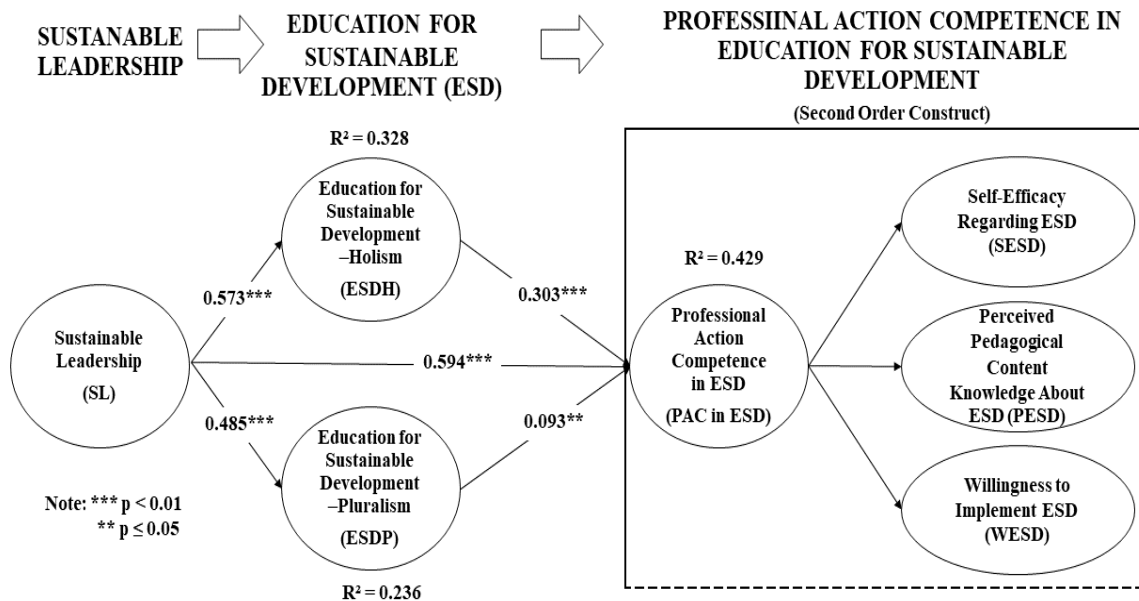 SUSTANABLE
LEADERSHIP
EDUCATION FOR
SUSTAINABLE
DEVELOPMENT (ESD)
PROFESSIINAL ACTION COMPETENCE IN
EDUCATION FOR SUSTAINABLE
DEVELOPMENT
(Second Order Construct)
R² = 0.328
Education for
Sustainable
Development
–Holism
(ESDH)
0.573***
0.303***
Sustainable
Leadership
(SL)
0.594***
0.485***
0.093**
Education for
Sustainable
Development
–Pluralism
(ESDP)
R² = 0.236
Note: *** p < 0.01
** p ≤ 0.05
R² = 0.429
Professional
Action
Competence
in ESD
(PAC in ESD)
Self-Efficacy
Regarding ESD
(SESD)
Perceived
Pedagogical
Content
Knowledge About
ESD (PESD)
Willingness to
Implement ESD
(WESD)